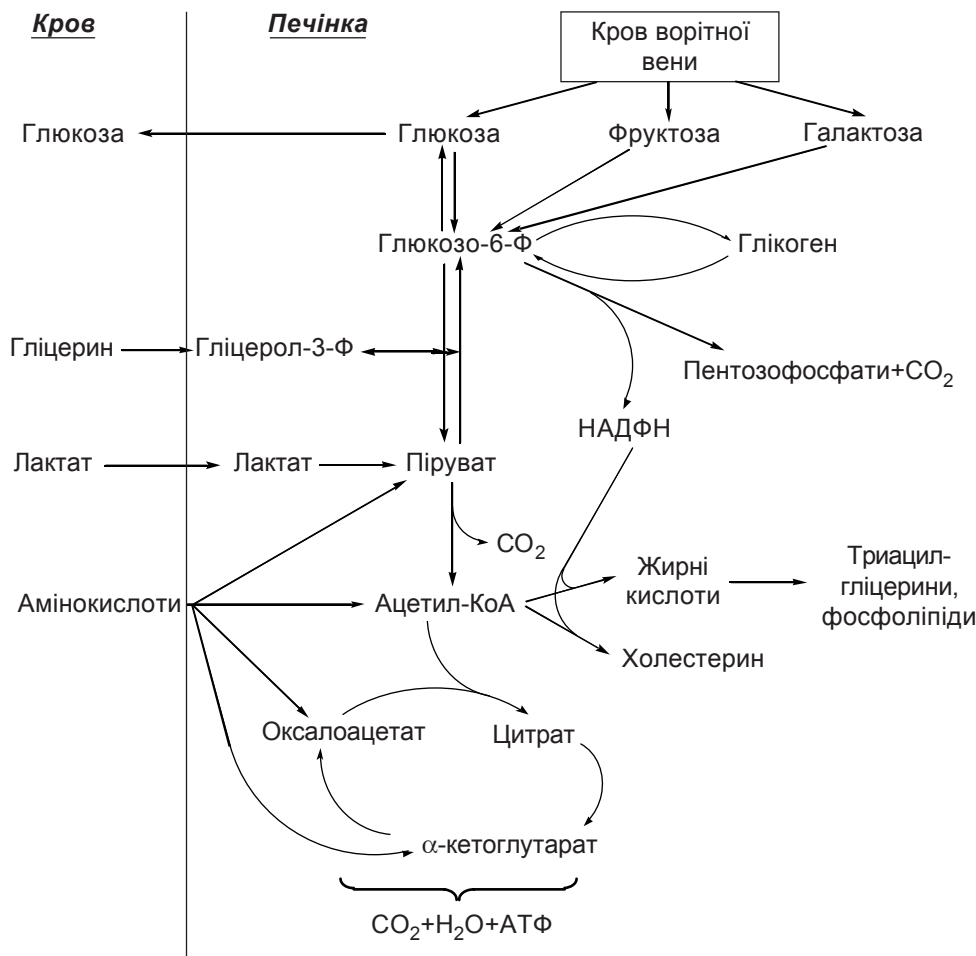 Кров
Печінка
Кров ворітної
вени
Глюкоза
Глюкоза
Фруктоза
Галактоза
Глюкозо-6-Ф
Глікоген
Гліцерин
Гліцерол-3-Ф
Пентозофосфати+CO₂
НАДФН
Лактат
Лактат
Піруват
CO₂
Жирні
кислоти
Триацил-
гліцерини,
фосфоліпіди
Амінокислоти
Ацетил-КоА
Холестерин
Оксалоацетат
Цитрат
α-кетоглутарат
CO₂+H₂O+АТФ